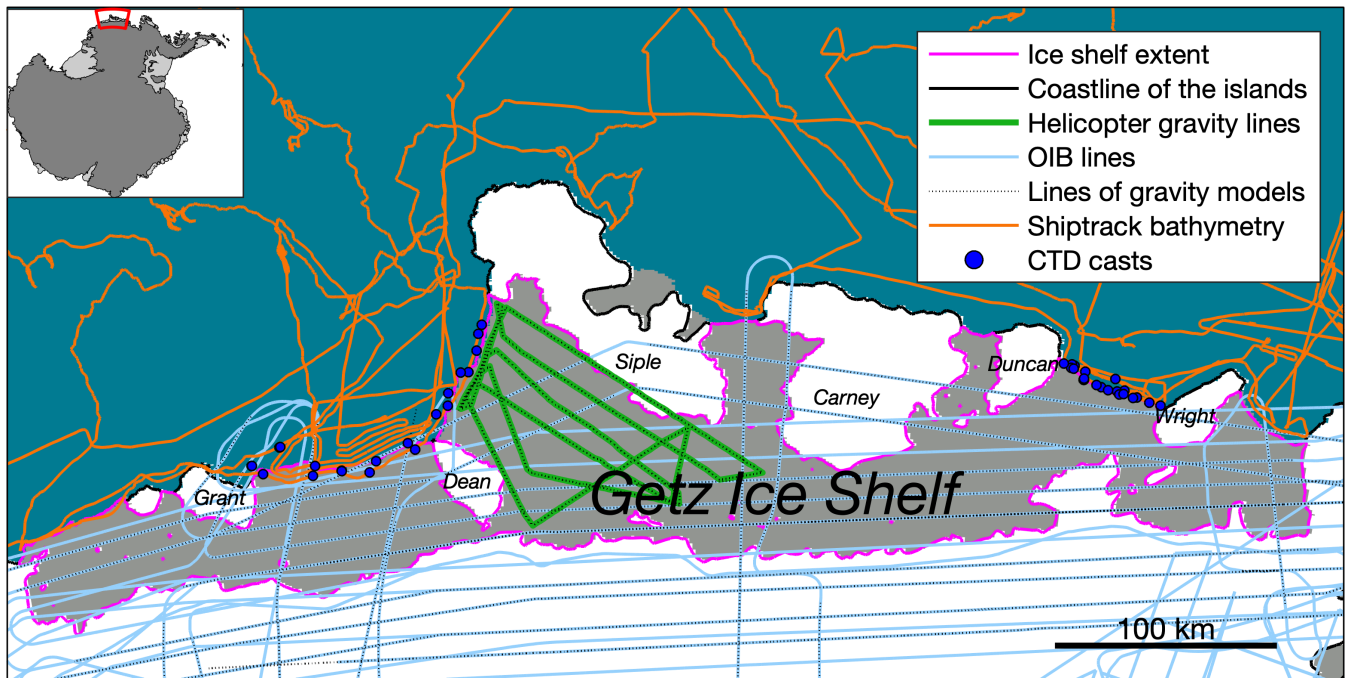 Ice shelf extent
Coastline of the islands
Helicopter gravity lines
OIB lines
Lines of gravity models
Shiptrack bathymetry
CTD casts
Siple
Duncan
Carney
Wright
Dean
Grant
Getz Ice Shelf
100 km